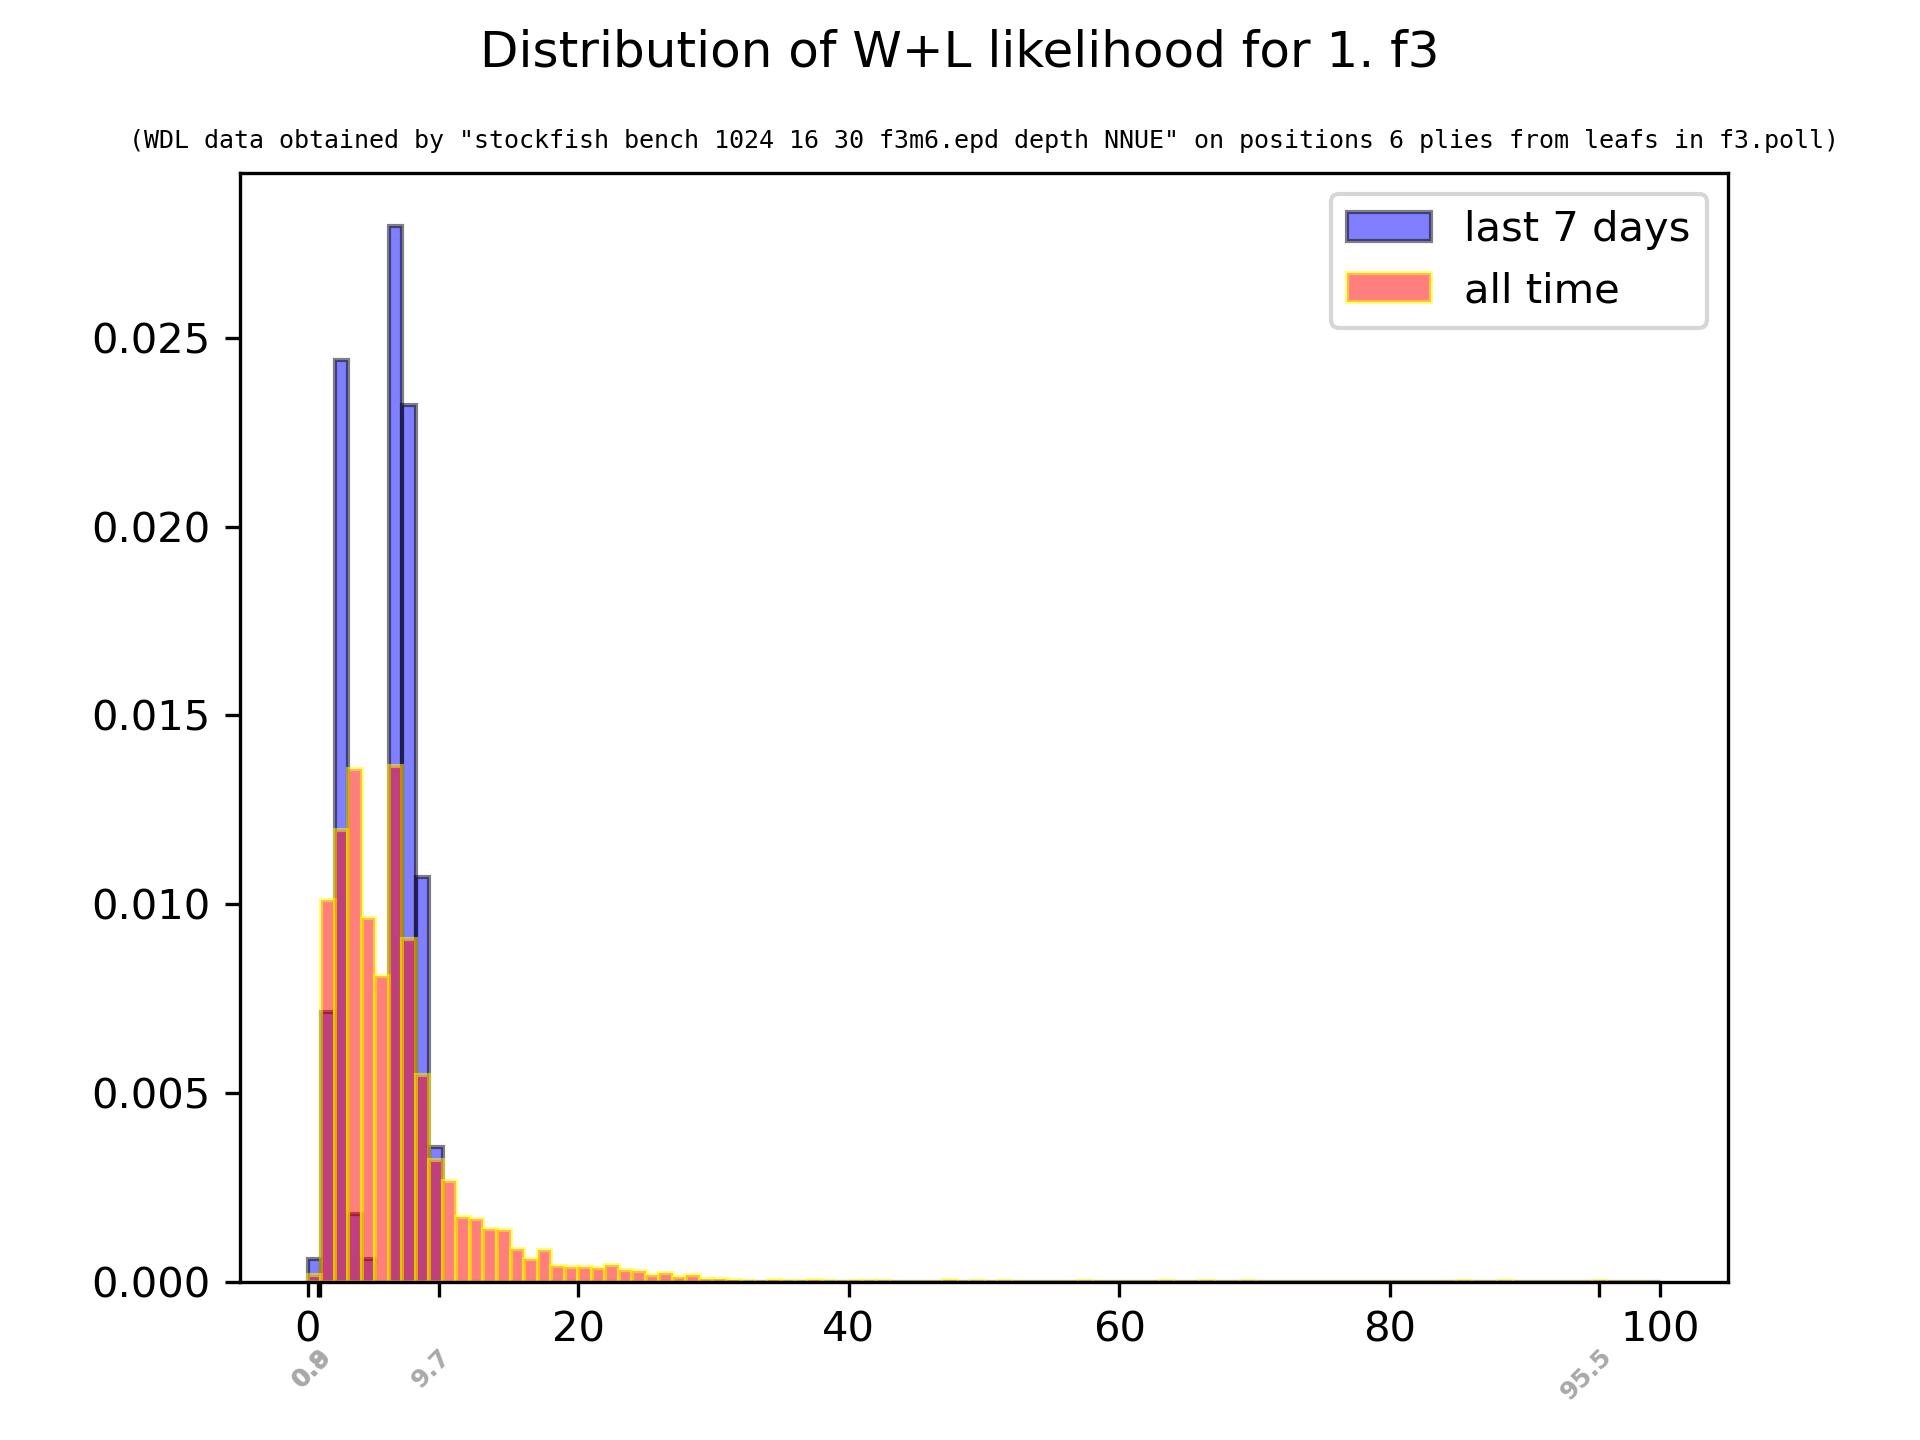 Distribution of W+L likelihood for 1. f3
(WDL data obtained by "stockfish bench 1024 16 30 f3m6.epd depth NNUE" on positions 6 plies from leafs in f3.poll)
last 7 days
all time
0.025
0.020
0.015
0.010
0.005
0.000
0 20 40 60 80 100
9.7 95.5